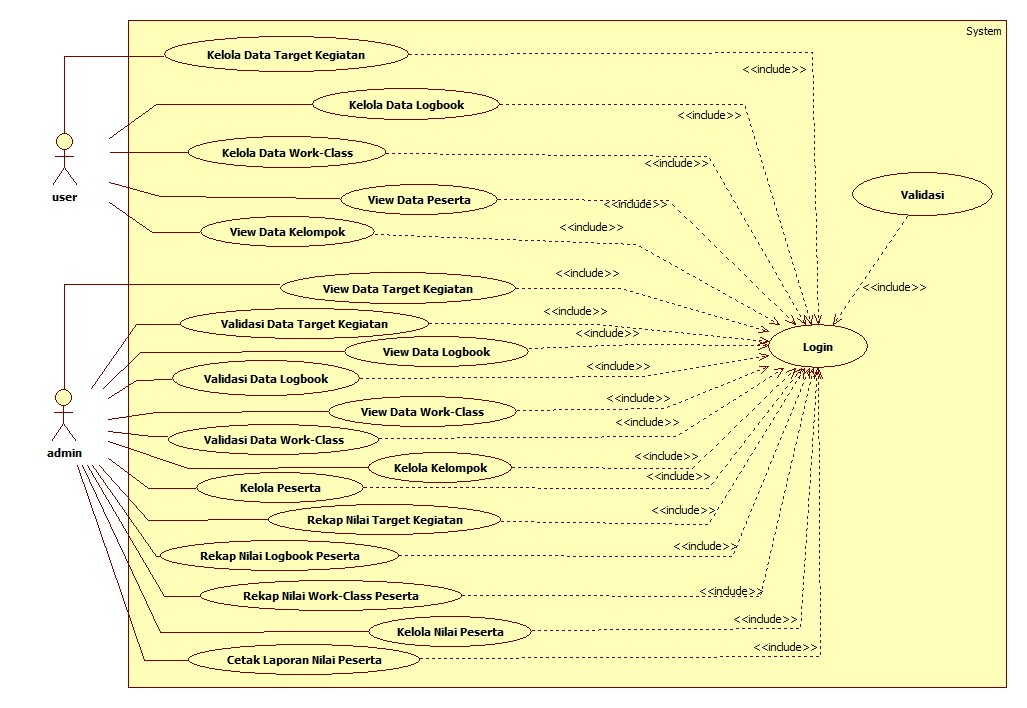 System
Kelola Data Target Kegiatan
<<include>>
Kelola Data Logbook
<<include>>
Kelola Data Work-Class
<<include>>
user
View Data Peserta
<<include>>
Validasi
View Data Kelompok
<<include>>
View Data Target Kegiatan
<<include>>
<<include>>
Validasi Data Target Kegiatan
<<include>>
View Data Logbook
<<include>>
Login
Validasi Data Logbook
<<include>>
View Data Work-Class
<<include>>
Validasi Data Work-Class
<<include>>
admin
Kelola Kelompok
<<include>>
Kelola Peserta
<<include>>
Rekap Nilai Target Kegiatan
<<include>>
Rekap Nilai Logbook Peserta
<<include>>
Rekap Nilai Work-Class Peserta
<<include>>
Kelola Nilai Peserta
<<include>>
Cetak Laporan Nilai Peserta
<<include>>